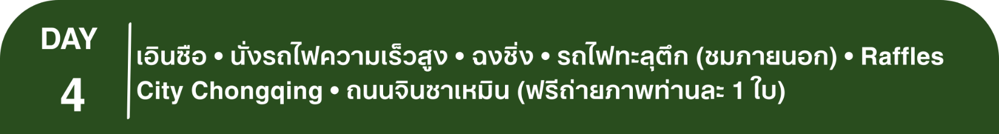 DAY
4
เอินซือ • นั่งรถไฟความเร็วสูง • ฉงชิ่ง • รถไฟทะลุตึก (ชมภายนอก) • Raffles
City Chongqing • ถนนจินซาเหมิน (ฟรีถ่ายภาพท่านละ 1 ใบ)